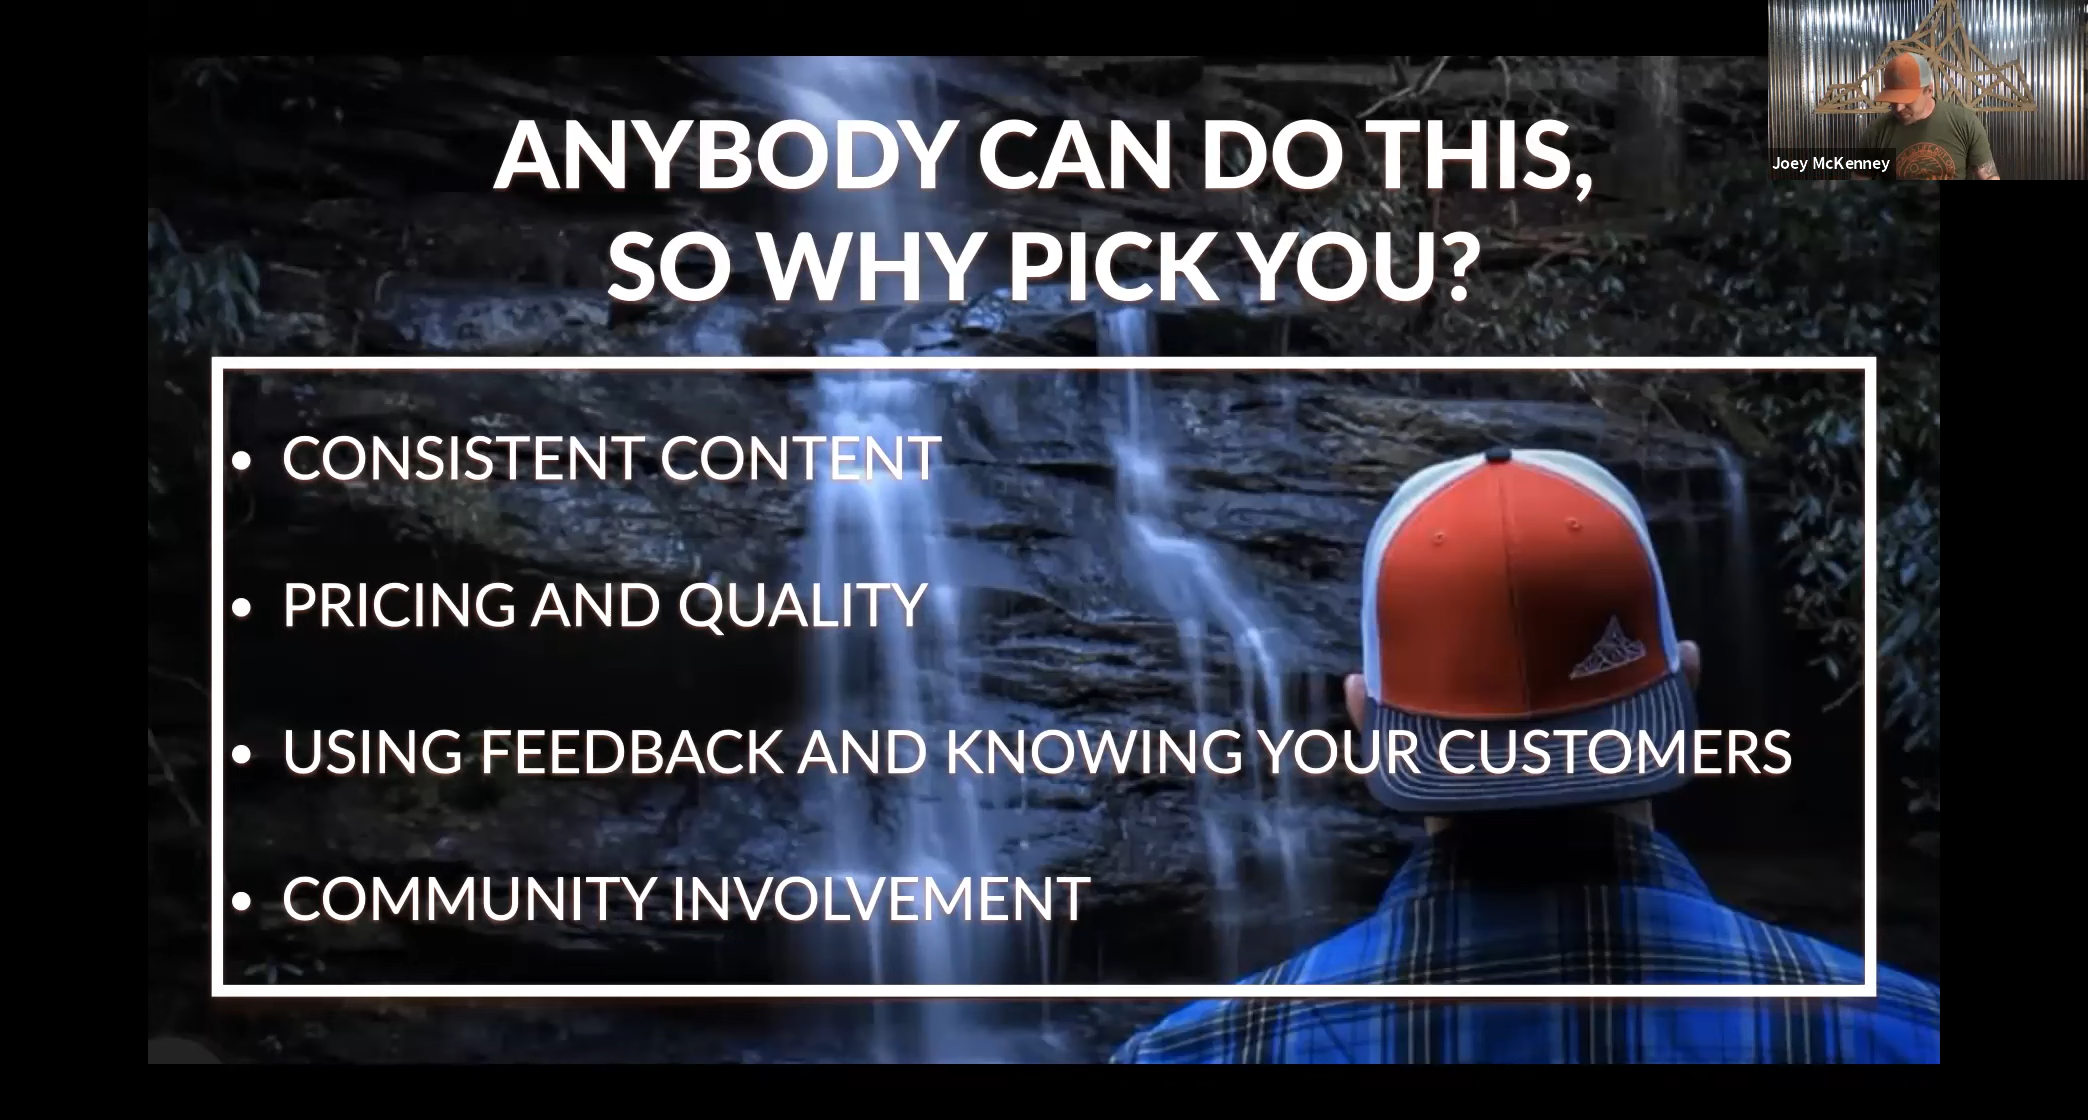 ANYBODY CAN DO THIS,
SO WHY PICK YOU?
Joey McKenney
• CONSISTENT CONTENT
• PRICING AND QUALITY
• USING FEEDBACK AND KNOWING YOUR CUSTOMERS
• COMMUNITY INVOLVEMENT